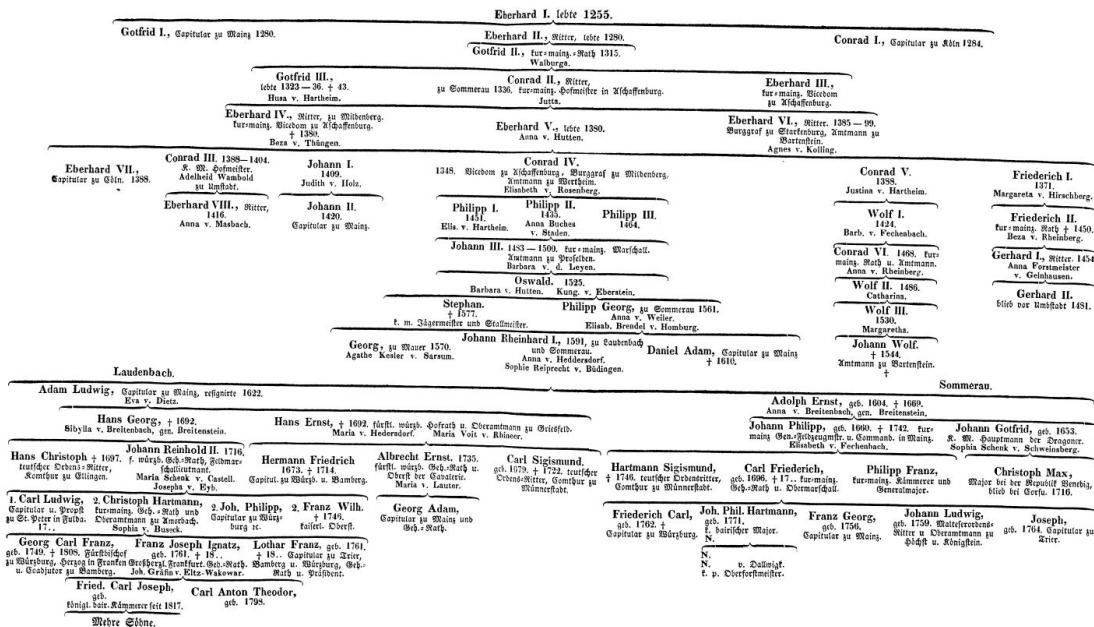 Eberhard I. lebte 1255.
Gotfrid I., Capitular zu Mainz 1280.
Eberhard II., Ritter, lebte 1280.
Conrad I., Capitular zu Köln 1284.
Gotfrid II., kur=mainz.=Rath 1315.
Walburga.
Gotfrid III.,
lebte 1323—36. † 43.
Husa v. Hartheim.
Conrad II., Ritter,
zu Sommerau 1336. kur=mainz. Hofmeister in Aschaffenburg.
Jutta.
Eberhard III.,
kur=mainz. Vicedom
zu Aschaffenburg.
Eberhard IV., Ritter, zu Mildenberg.
kur=mainz. Vicedom zu Aschaffenburg.
† 1380.
Beza v. Thüngen.
Eberhard V., lebte 1380.
Anna v. Hutten.
Eberhard VI., Ritter. 1385—99.
Burggraf zu Starkenburg, Amtmann zu
Bartenstein.
Agnes v. Kolling.
Eberhard VII.,
Capitular zu Cöln. 1388.
Conrad III. 1388—1404.
K. M. Hofmeister.
Adelheid Wambold
zu Umstadt.
Johann I.
1409.
Judith v. Holz.
Conrad IV.
1348. Vicedom zu Aschaffenburg, Burggraf zu Mildenberg,
Amtmann zu Wertheim.
Elisabeth v. Rosenberg.
Conrad V.
1388.
Justina v. Hartheim.
Friederich I.
1371.
Margareta v. Hirschberg.
Eberhard VIII., Ritter,
1416.
Anna v. Masbach.
Johann II.
1420.
Capitular zu Mainz.
Philipp I.
1451.
Elis. v. Hartheim.
Philipp II.
1435.
Anna Buches
v. Staden.
Philipp III.
1464.
Wolf I.
1424.
Barb. v. Fechenbach.
Friederich II.
kur=mainz. Rath † 1450.
Beza v. Rheinberg.
Johann III. 1483—1500. kur=mainz. Marschall.
Amtmann zu Proselden.
Barbara v. d. Leyen.
Conrad VI. 1468. kur=
mainz. Rath u. Amtmann.
Anna v. Rheinberg.
Gerhard I., Ritter. 1454
Anna Forstmeister
v. Gelnhausen.
Oswald. 1525.
Barbara v. Hutten. Kung. v. Eberstein.
Wolf II. 1486.
Catharina.
Gerhard II.
blieb vor Umstadt 1481.
Stephan.
† 1577.
k. m. Jägermeister und Stallmeister.
Philipp Georg, zu Sommerau 1561.
Anna v. Weiler.
Elisab. Brendel v. Homburg.
Wolf III.
1530.
Margaretha.
Georg, zu Mauer 1570.
Agathe Kesler v. Sarsum.
Johann Rheinhard I., 1591, zu Laudenbach
und Sommerau.
Anna v. Heddersdorf.
Sophie Reiprecht v. Büdingen.
Daniel Adam, Capitular zu Mainz
† 1610.
Johann Wolf.
† 1544.
Amtmann zu Bartenstein.
†
Laudenbach.
Sommerau.
Adam Ludwig, Capitular zu Mainz, resignirte 1622.
Eva v. Dietz.
Adolph Ernst, geb. 1604. † 1669.
Anna v. Breitenbach, gen. Breitenstein.
Hans Georg, † 1692.
Sibylla v. Breitenbach, gen. Breitenstein.
Hans Ernst, † 1692. fürstl. würzb. Hofrath u. Oberamtmann zu Griesfeld.
Maria v. Hedersdorf. Maria Voit v. Rhineer.
Johann Philipp, geb. 1660. † 1742. kur=
mainz Gen.=Feldzeugmstr. u. Command. in Mainz.
Elisabeth v. Fechenbach.
Johann Gotfrid, geb. 1653.
K. M. Hauptmann der Dragoner.
Sophia Schenk v. Schweinsberg.
Hans Christoph † 1697.
teutscher Ordens=Ritter,
Komthur zu Ellingen.
Johann Reinhold II. 1716.
f. würzb. Geh.=Rath, Feldmar=
schallieutnant.
Maria Schenk v. Castell.
Josepha v. Eyb.
Hermann Friedrich
1673. † 1714.
Capitul. zu Würzb. u. Bamberg.
Albrecht Ernst. 1735.
fürstl. würzb. Geh.=Rath u.
Oberst der Cavalerie.
Maria v. Lauter.
Carl Sigismund.
geb. 1679. † 1722. teutscher
Ordens=Ritter, Comthur zu
Münnerstadt.
Hartmann Sigismund,
† 1746. teutscher Ordensritter,
Comthur zu Münnerstadt.
Carl Friederich,
geb. 1696. † 17.. kur=mainz.
Geh.=Rath u. Obermarschall.
Philipp Franz,
kur=mainz. Kämmerer und
Generalmajor.
Christoph Max,
Major bei der Republik Venedig,
blieb bei Corfu. 1716.
1. Carl Ludwig,
Capitular u. Propst
zu St. Peter in Fulda.
17..
2. Christoph Hartmann,
kur=mainz. Geh.=Rath und
Oberamtmann zu Amorbach.
Sophia v. Buseck.
2. Joh. Philipp,
Capitular zu Würz=
burg rc.
2. Franz Wilh.
† 1746.
kaiserl. Oberst.
Georg Adam,
Capitular zu Mainz und
Geh.=Rath.
Friederich Carl,
geb. 1762. †
Capitular zu Würzburg.
Joh. Phil. Hartmann,
geb. 1771.
k. bairischer Major.
N.
N.
N. v. Dallwigk.
k. p. Oberforstmeister.
Franz Georg,
geb. 1756.
Capitular zu Mainz.
Johann Ludwig,
geb. 1759. Malteserordens=
Ritter u. Oberamtmann zu
Höchst u. Königstein.
Joseph,
geb. 1764. Capitular zu
Trier.
Georg Carl Franz,
geb. 1749. † 1808. Fürstbischof
zu Würzburg, Herzog in Franken
u. Coadjutor zu Bamberg.
Franz Joseph Ignatz,
geb. 1761. † 18..
Großherzl. Frankfurt. Geh.=Rath.
Joh. Gräfin v. Eltz-Wakowar.
Lothar Franz, geb. 1761.
† 18.. Capitular zu Trier,
Bamberg u. Würzburg, Geh.=
Rath u. Präsident.
Fried. Carl Joseph,
geb.
königl. bair. Kämmerer seit 1817.
Carl Anton Theodor,
geb. 1798.
Mehre Söhne.